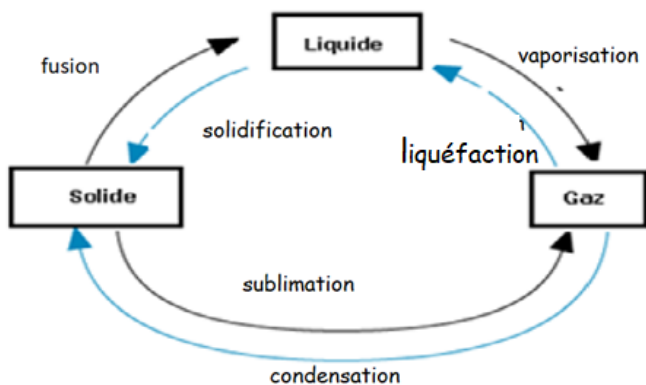 Liquide
fusion
vaporisation
solidification
liquéfaction
Solide
Gaz
sublimation
condensation